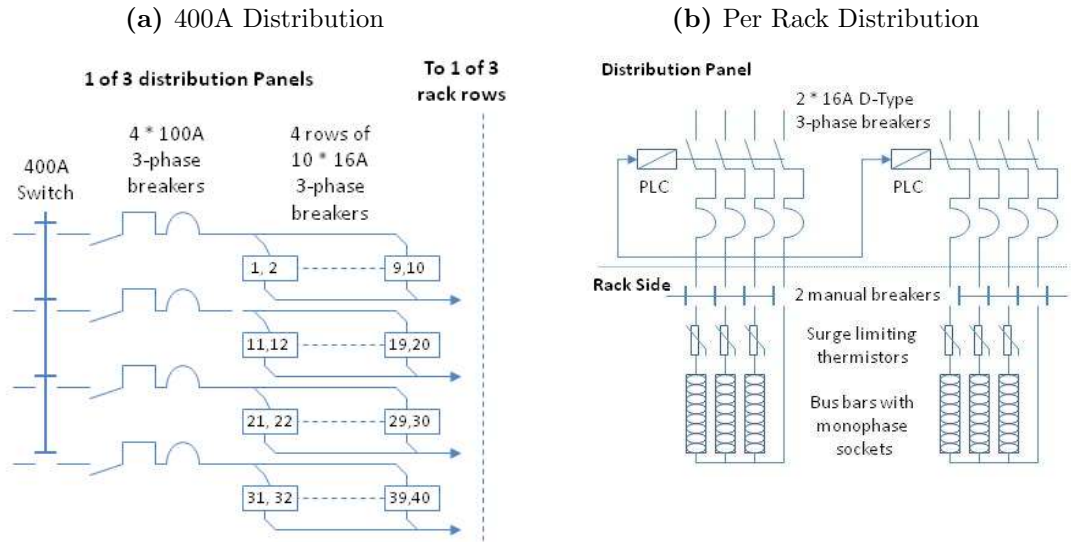 (a) 400A Distribution
1 of 3 distribution Panels
To 1 of 3
rack rows
400A
Switch
4 * 100A
3-phase
breakers
4 rows of
10 * 16A
3-phase
breakers
1, 2
9,10
11,12
19,20
21, 22
29,30
31, 32
39,40
(b) Per Rack Distribution
Distribution Panel
2 * 16A D-Type
3-phase breakers
PLC
PLC
Rack Side
2 manual breakers
Surge limiting
thermistors
Bus bars with
monophase
sockets